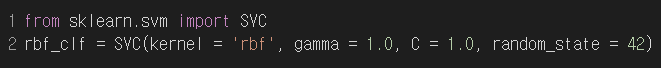 1 from sklearn.svm import SVC
2 rbf_clf = SVC(kernel = 'rbf', gamma = 1.0, C = 1.0, random_state = 42)